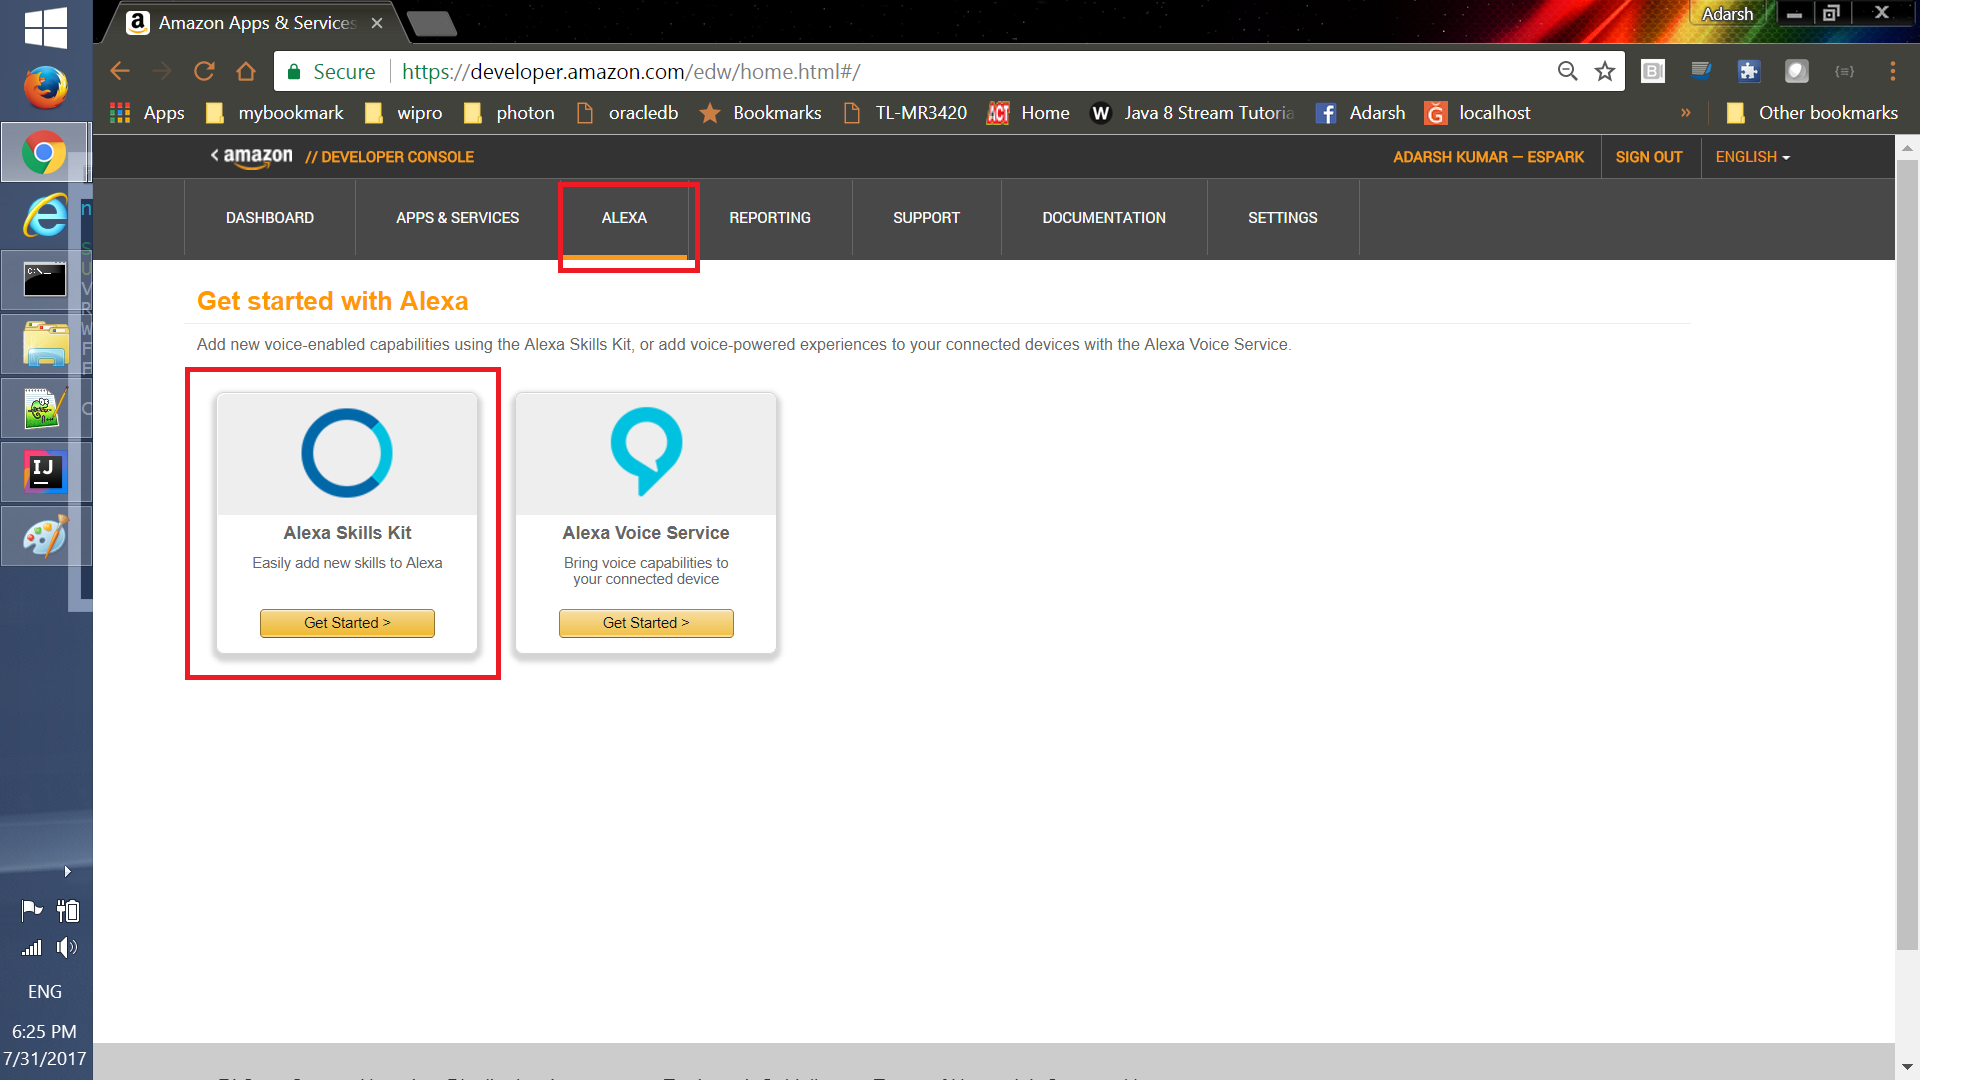 Amazon Apps & Services
Adarsh
Secure https://developer.amazon.com/edw/home.html#/
Apps mybookmark wipro photon oracledb Bookmarks TL-MR3420 ACT Home W Java 8 Stream Tutoria Adarsh localhost » Other bookmarks
< amazon // DEVELOPER CONSOLE ADARSH KUMAR — ESPARK SIGN OUT ENGLISH
DASHBOARD APPS & SERVICES ALEXA REPORTING SUPPORT DOCUMENTATION SETTINGS
Get started with Alexa
Add new voice-enabled capabilities using the Alexa Skills Kit, or add voice-powered experiences to your connected devices with the Alexa Voice Service.
Alexa Skills Kit
Easily add new skills to Alexa
Get Started >
Alexa Voice Service
Bring voice capabilities to
your connected device
Get Started >
IJ
ENG
6:25 PM
7/31/2017